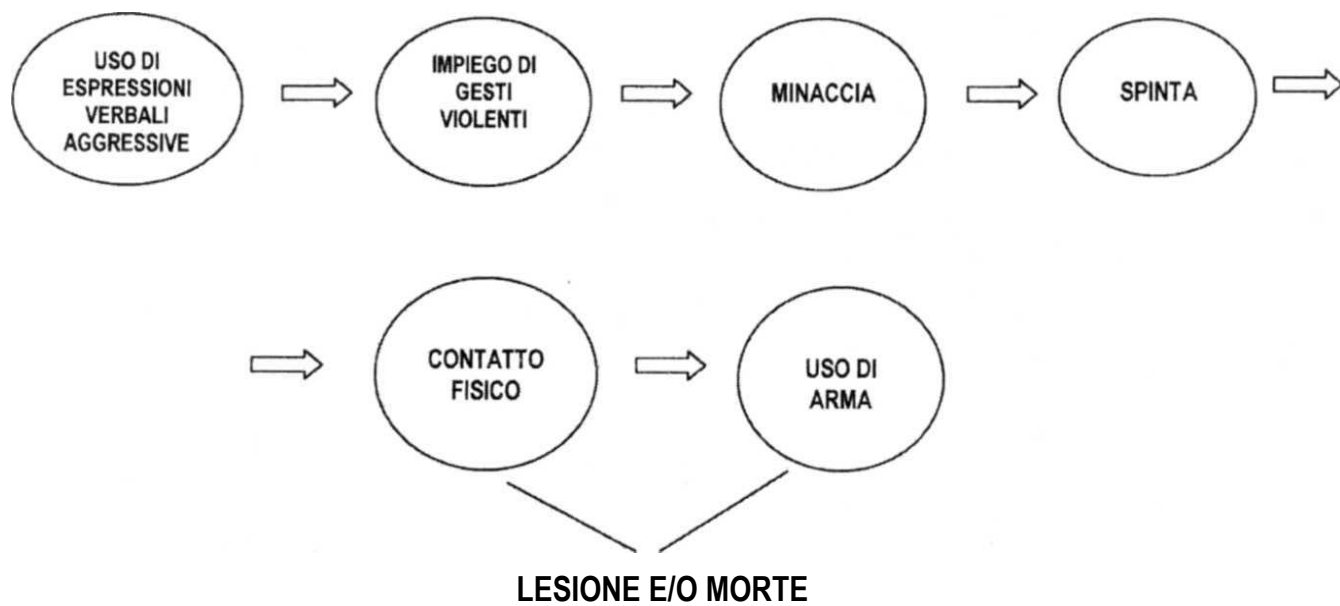 USO DI
ESPRESSIONI
VERBALI
AGGRESSIVE
IMPIEGO DI
GESTI
VIOLENTI
MINACCIA
SPINTA
CONTATTO
FISICO
USO DI
ARMA
LESIONE E/O MORTE